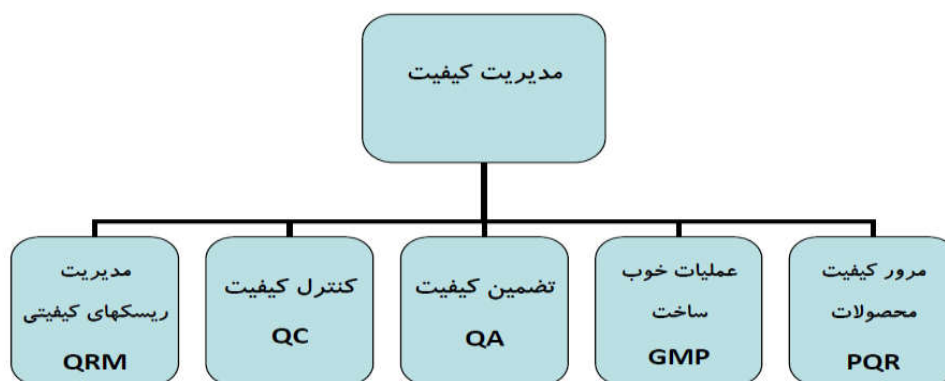 مدیریت کیفیت
مرور کیفیت
محصولات
PQR
عملیات خوب
ساخت
GMP
تضمین کیفیت
QA
کنترل کیفیت
QC
مدیریت
ریسکهای کیفیتی
QRM